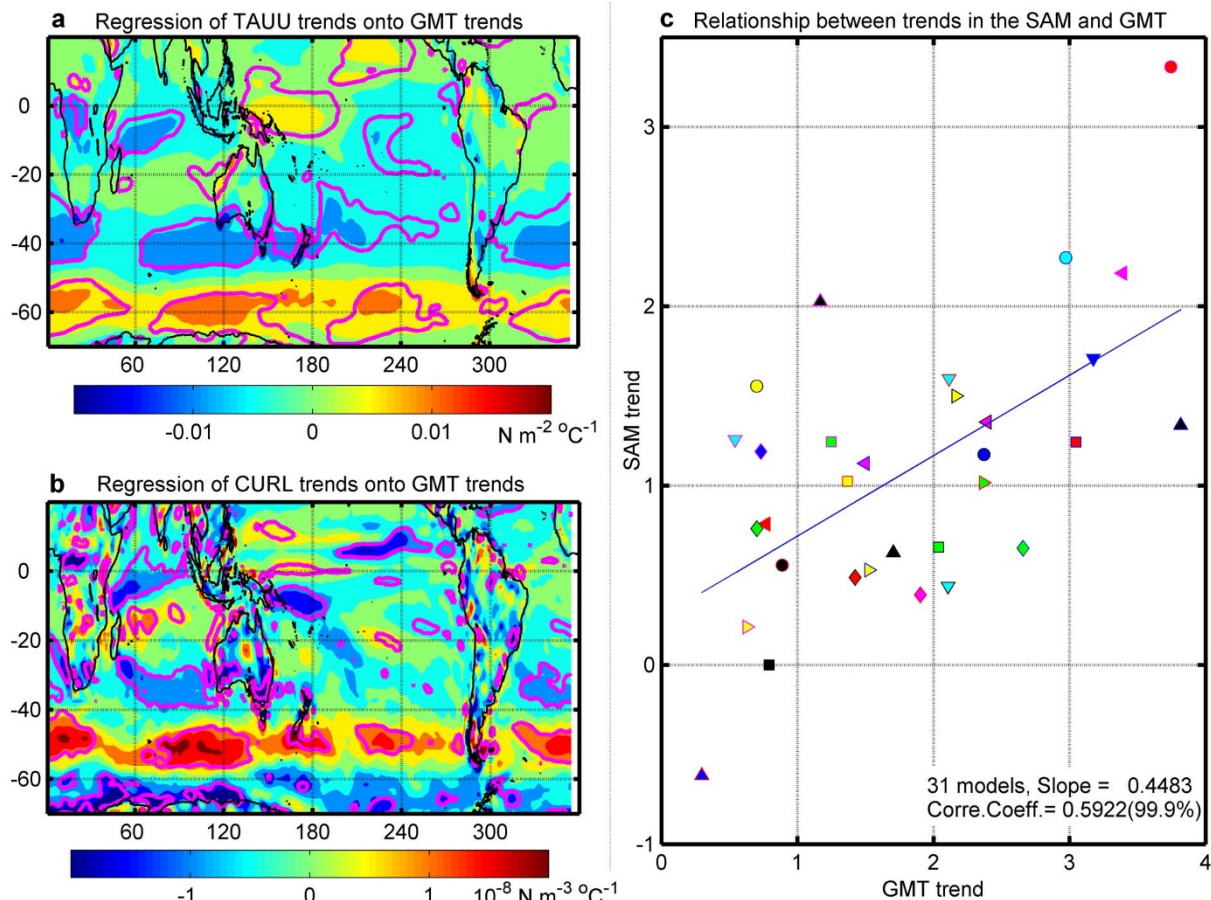 a Regression of TAUU trends onto GMT trends
0
-20
-40
-60
60 120 180 240 300
-0.01 0 0.01 N m-2 oC-1
b Regression of CURL trends onto GMT trends
0
-20
-40
-60
60 120 180 240 300
-1 0 1 10-8 N m-3 oC-1
c Relationship between trends in the SAM and GMT
SAM trend
3
2
1
0
-1
31 models, Slope = 0.4483
Corre.Coeff.= 0.5922(99.9%)
0 1 2 3 4
GMT trend